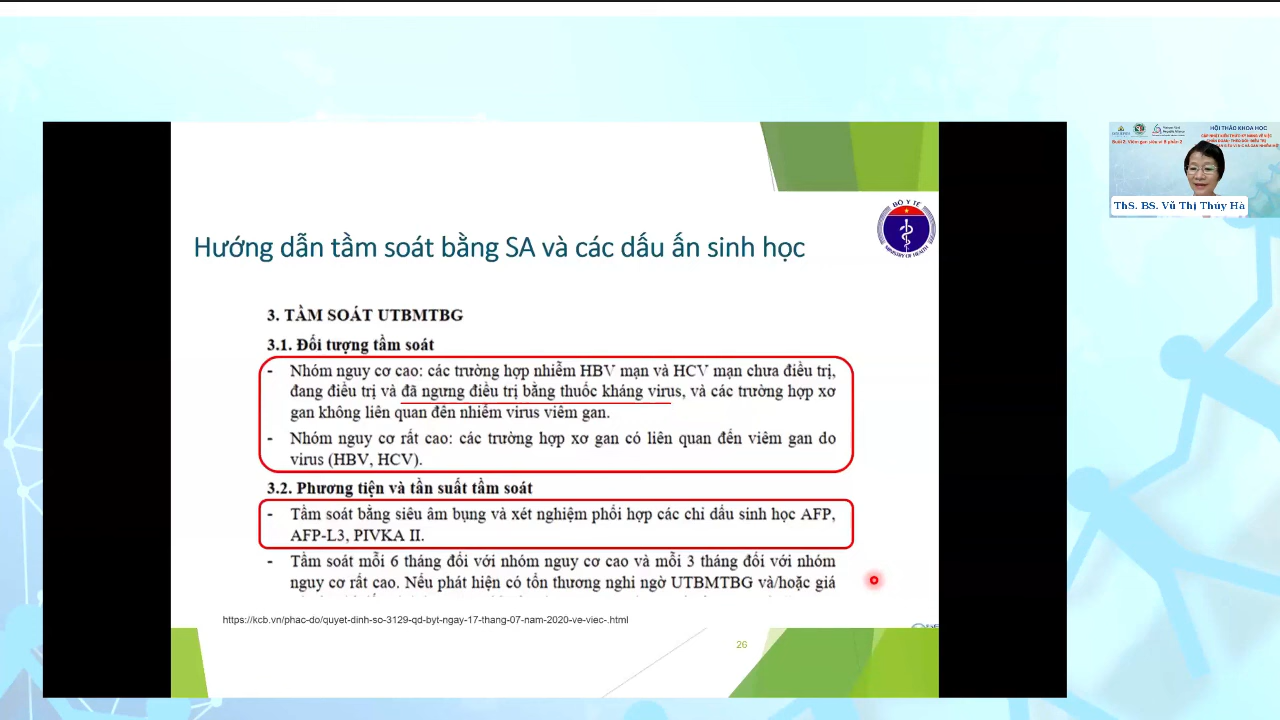 Hướng dẫn tầm soát bằng SA và các dấu ấn sinh học
BỘ Y TẾ
MINISTRY OF HEALTH
3. TẦM SOÁT UTBMTBG
3.1. Đối tượng tầm soát
- Nhóm nguy cơ cao: các trường hợp nhiễm HBV mạn và HCV mạn chưa điều trị,
đang điều trị và đã ngưng điều trị bằng thuốc kháng virus, và các trường hợp xơ
gan không liên quan đến nhiễm virus viêm gan.
- Nhóm nguy cơ rất cao: các trường hợp xơ gan có liên quan đến viêm gan do
virus (HBV, HCV).
3.2. Phương tiện và tần suất tầm soát
- Tầm soát bằng siêu âm bụng và xét nghiệm phối hợp các chỉ dấu sinh học AFP,
AFP-L3, PIVKA II.
- Tầm soát mỗi 6 tháng đối với nhóm nguy cơ cao và mỗi 3 tháng đối với nhóm
nguy cơ rất cao. Nếu phát hiện có tổn thương nghi ngờ UTBMTBG và/hoặc giá
https://kcb.vn/phac-do/quyet-dinh-so-3129-qd-byt-ngay-17-thang-07-nam-2020-ve-viec-.html
26
HỘI THẢO KHOA HỌC
ThS. BS. Vũ Thị Thúy Hà